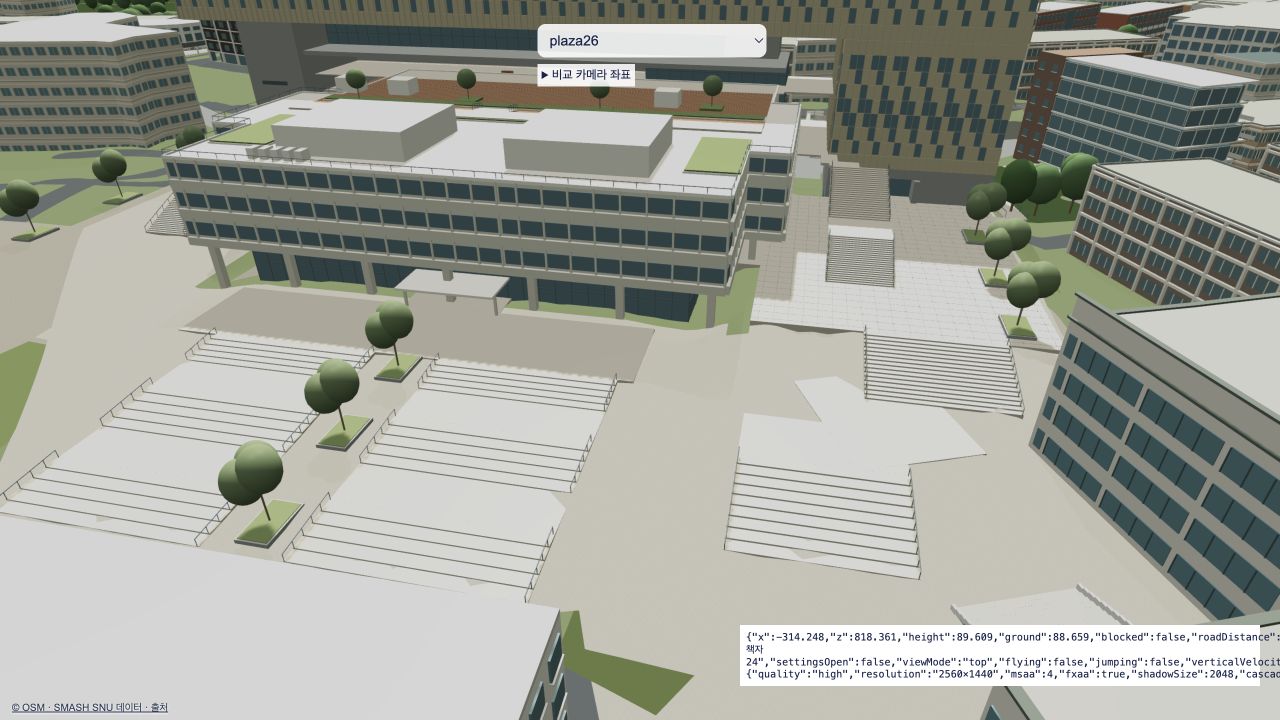 plaza26
▶ 비교 카메라 좌표
{"x":-314.248,"z":818.361,"height":89.609,"ground":88.659,"blocked":false,"roadDistance":
책자
24","settingsOpen":false,"viewMode":"top","flying":false,"jumping":false,"verticalVelocit
{"quality":"high","resolution":"2560×1440","msaa":4,"fxaa":true,"shadowSize":2048,"cascad
© OSM · SMASH SNU 데이터 · 출처